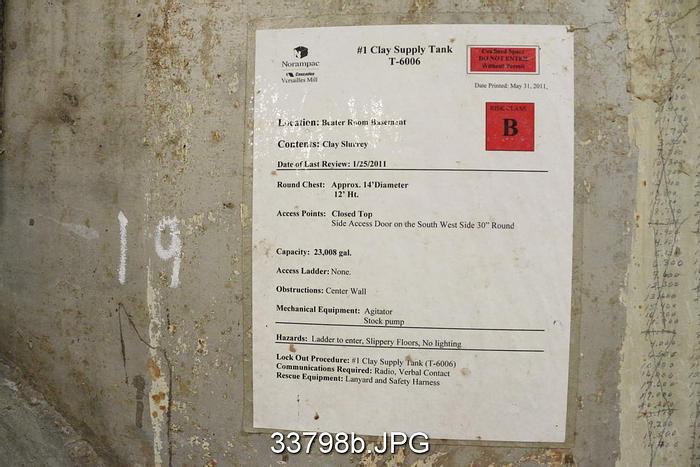 #1 Clay Supply Tank
T-6006
Norampac
Cascades
Versailles Mill
Confined Space
DO NOT ENTER
Without Permit
Date Printed: May 31, 2011,
RISK CLASS
B
Location: Beater Room Basement
Contents: Clay Slurrey
Date of Last Review: 1/25/2011
Round Chest: Approx. 14'Diameter
12' Ht.
Access Points: Closed Top
Side Access Door on the South West Side 30" Round
Capacity: 23,008 gal.
Access Ladder: None.
Obstructions: Center Wall
Mechanical Equipment: Agitator
Stock pump
Hazards: Ladder to enter, Slippery Floors, No lighting
Lock Out Procedure: #1 Clay Supply Tank (T-6006)
Communications Required: Radio, Verbal Contact
Rescue Equipment: Lanyard and Safety Harness
19
33798b.JPG